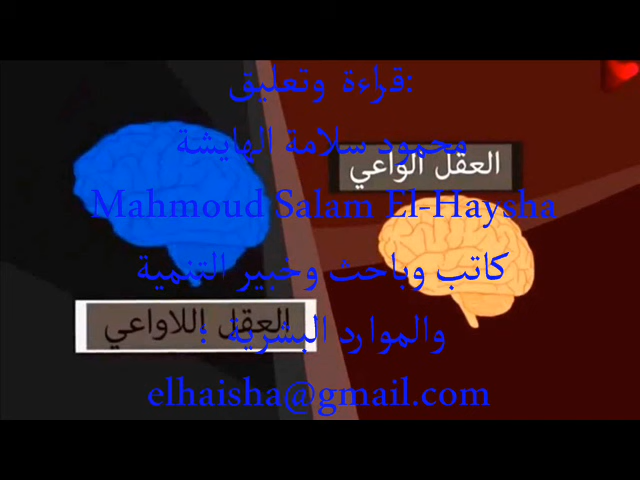 قراءة وتعليق:
محمود سلامة الهايشة
العقل الواعي
Mahmoud Salam El-Haysha
كاتب وباحث وخبير التنمية
العقل اللاواعي
والموارد البشرية :
elhaisha@gmail.com